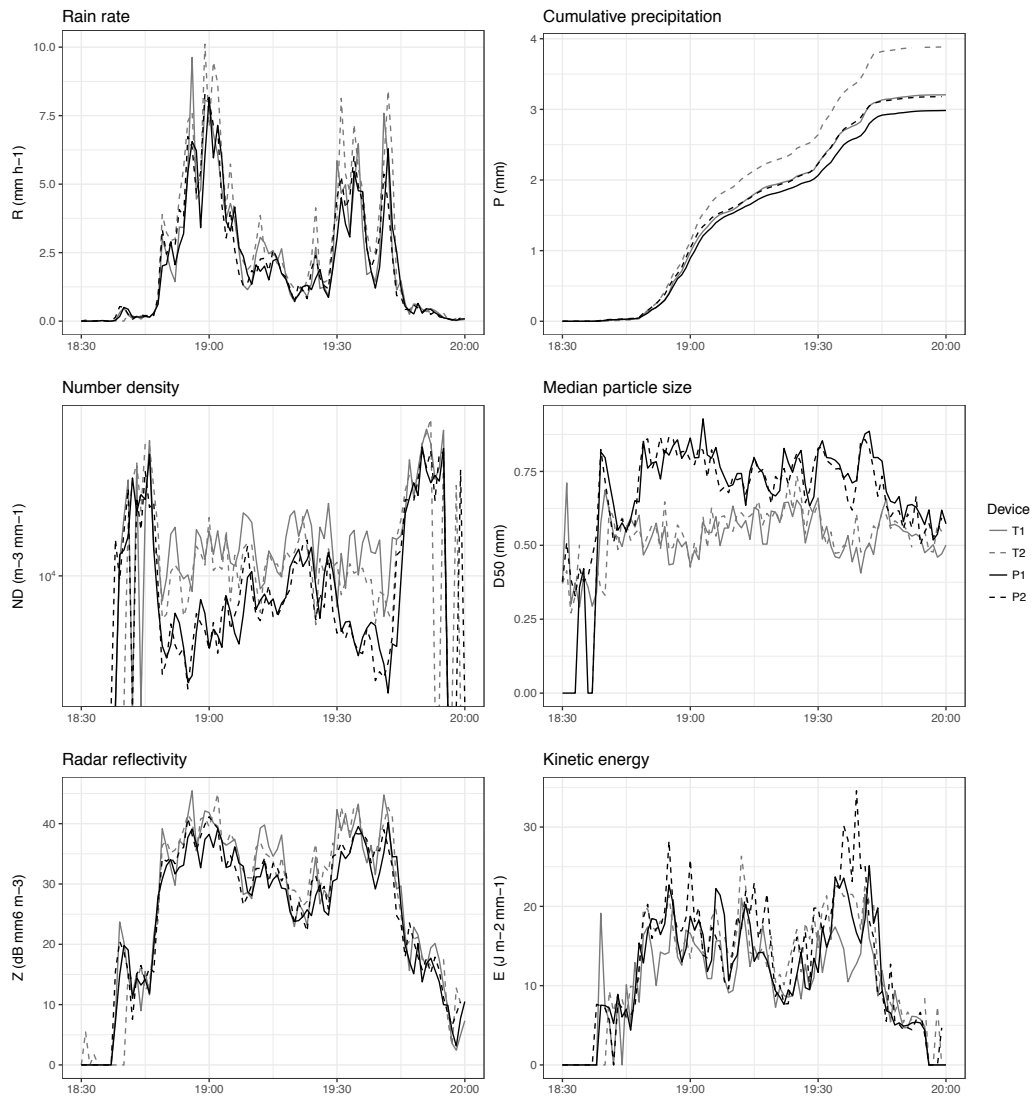 Rain rate
R (mm h−1)
10.0
7.5
5.0
2.5
0.0
18:30 19:00 19:30 20:00
Cumulative precipitation
P (mm)
4
3
2
1
0
18:30 19:00 19:30 20:00
Number density
ND (m−3 mm−1)
10⁴
18:30 19:00 19:30 20:00
Median particle size
D50 (mm)
0.75
0.50
0.25
0.00
18:30 19:00 19:30 20:00
Device
T1
T2
P1
P2
Radar reflectivity
Z (dB mm6 m−3)
40
30
20
10
0
18:30 19:00 19:30 20:00
Kinetic energy
E (J m−2 mm−1)
30
20
10
0
18:30 19:00 19:30 20:00